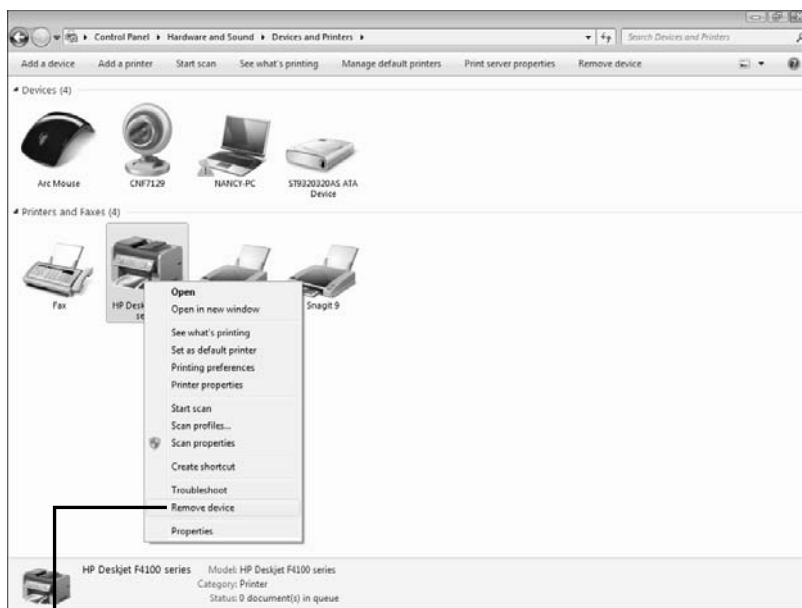 Control Panel Hardware and Sound Devices and Printers Search Devices and Printers
Add a device Add a printer Start scan See what's printing Manage default printers Print server properties Remove device
Devices (4)
Arc Mouse CNF7129 NANCY-PC ST9320320AS ATA
Device
Printers and Faxes (4)
Fax HP Desk Snagit 9
se
Open
Open in new window
See what's printing
Set as default printer
Printing preferences
Printer properties
Start scan
Scan profiles...
Scan properties
Create shortcut
Troubleshoot
Remove device
Properties
HP Deskjet F4100 series Model: HP Deskjet F4100 series
Category: Printer
Status: 0 document(s) in queue